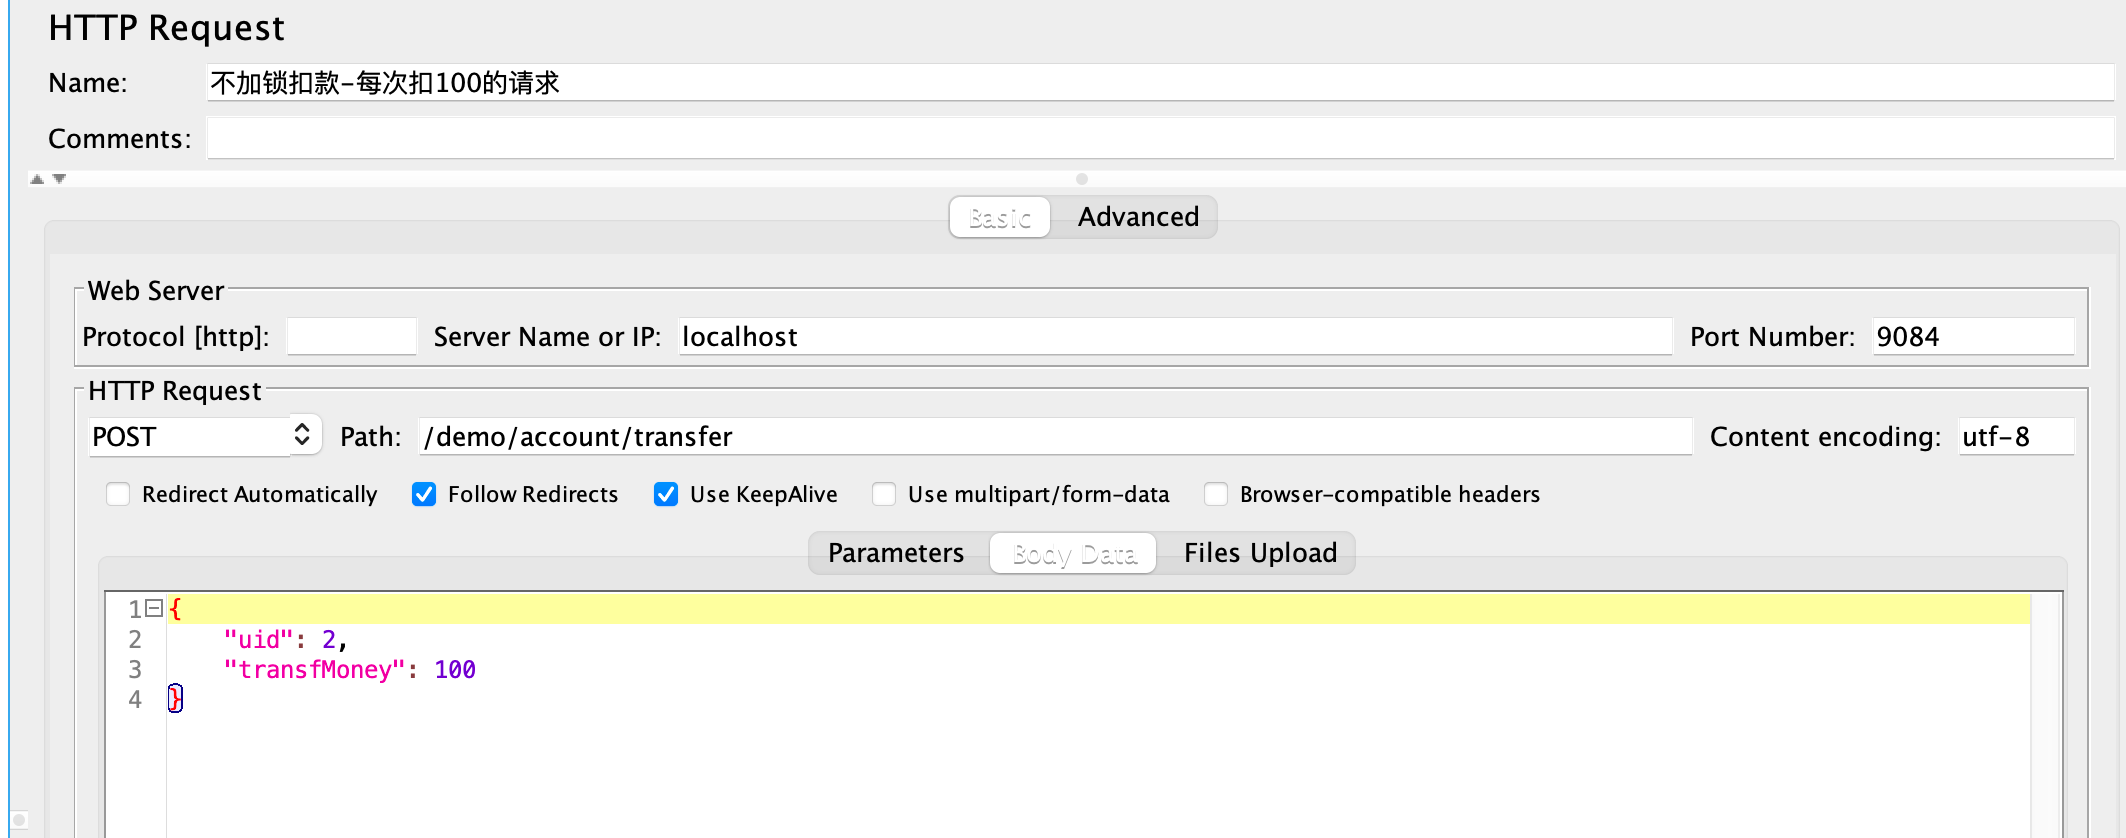 HTTP Request
Name: 不加锁扣款-每次扣100的请求
Comments:
Basic Advanced
Web Server
Protocol [http]: Server Name or IP: localhost Port Number: 9084
HTTP Request
POST Path: /demo/account/transfer Content encoding: utf-8
Redirect Automatically Follow Redirects Use KeepAlive Use multipart/form-data Browser-compatible headers
Parameters Body Data Files Upload
1 {
2 "uid": 2,
3 "transfMoney": 100
4 }